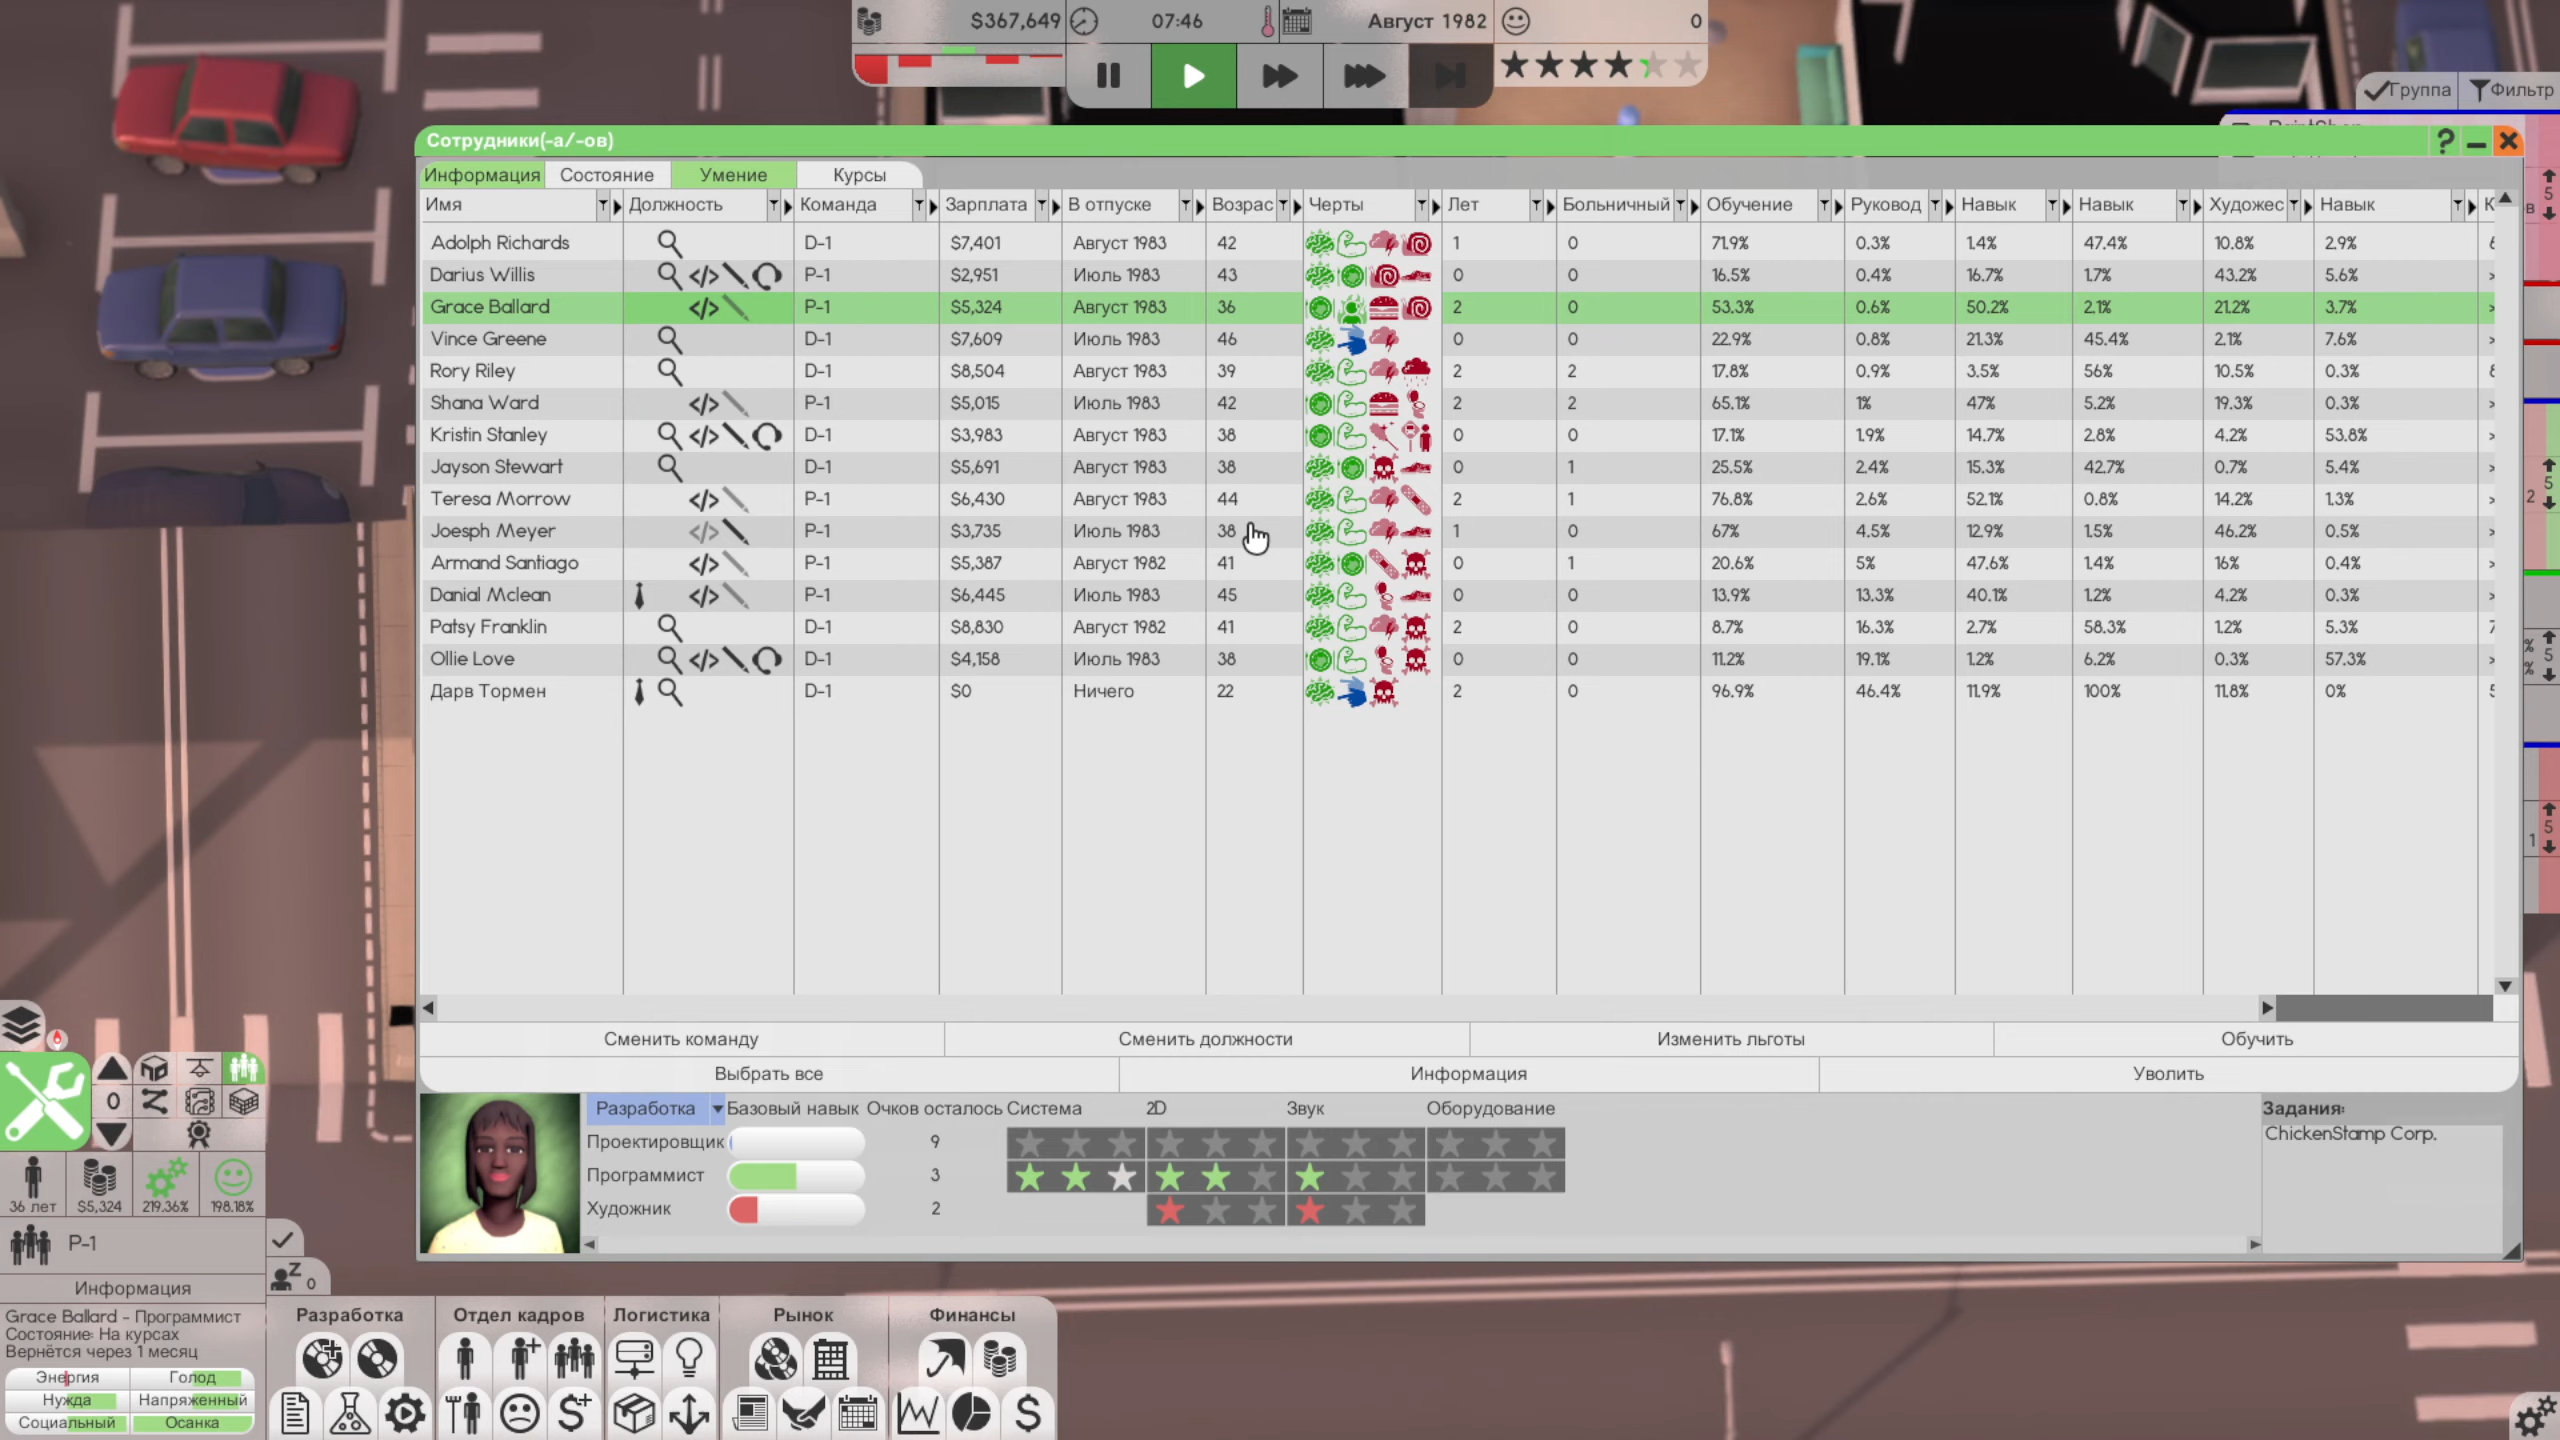 $367,649
07:46
Август 1982
0
Группа
Фильтр
Сотрудники(-а/-ов)
?
Информация Состояние Умение Курсы
Имя Должность Команда Зарплата В отпуске Возрас Черты Лет Больничный Обучение Руковод Навык Навык Художес Навык
Adolph Richards D-1 $7,401 Август 1983 42 1 0 71.9% 0.3% 1.4% 47.4% 10.8% 2.9%
Darius Willis P-1 $2,951 Июль 1983 43 0 0 16.5% 0.4% 16.7% 1.7% 43.2% 5.6%
Grace Ballard P-1 $5,324 Август 1983 36 2 0 53.3% 0.6% 50.2% 2.1% 21.2% 3.7%
Vince Greene D-1 $7,609 Июль 1983 46 0 0 22.9% 0.8% 21.3% 45.4% 2.1% 7.6%
Rory Riley D-1 $8,504 Август 1983 39 2 2 17.8% 0.9% 3.5% 56% 10.5% 0.3%
Shana Ward P-1 $5,015 Июль 1983 42 2 2 65.1% 1% 47% 5.2% 19.3% 0.3%
Kristin Stanley D-1 $3,983 Август 1983 38 0 0 17.1% 1.9% 14.7% 2.8% 4.2% 53.8%
Jayson Stewart D-1 $5,691 Август 1983 38 0 1 25.5% 2.4% 15.3% 42.7% 0.7% 5.4%
Teresa Morrow P-1 $6,430 Август 1983 44 2 1 76.8% 2.6% 52.1% 0.8% 14.2% 1.3%
Joesph Meyer P-1 $3,735 Июль 1983 38 1 0 67% 4.5% 12.9% 1.5% 46.2% 0.5%
Armand Santiago P-1 $5,387 Август 1982 41 0 1 20.6% 5% 47.6% 1.4% 16% 0.4%
Danial Mclean P-1 $6,445 Июль 1983 45 0 0 13.9% 13.3% 40.1% 1.2% 4.2% 0.3%
Patsy Franklin D-1 $8,830 Август 1982 41 2 0 8.7% 16.3% 2.7% 58.3% 1.2% 5.3%
Ollie Love D-1 $4,158 Июль 1983 38 0 0 11.2% 19.1% 1.2% 6.2% 0.3% 57.3%
Дарв Тормен D-1 $0 Ничего 22 2 0 96.9% 46.4% 11.9% 100% 11.8% 0%
Сменить команду Сменить должности Изменить льготы Обучить
Выбрать все Информация Уволить
Разработка Базовый навык Очков осталось Система 2D Звук Оборудование
Проектировщик 9
Программист 3
Художник 2
Задания:
ChickenStamp Corp.
0
36 лет $5,324 219.36% 198.18%
P-1
Информация
Z 0
Grace Ballard - Программист
Состояние: На курсах
Вернётся через 1 месяц
Энергия Голод
Нужда Напряженный
Социальный Осанка
Разработка Отдел кадров Логистика Рынок Финансы